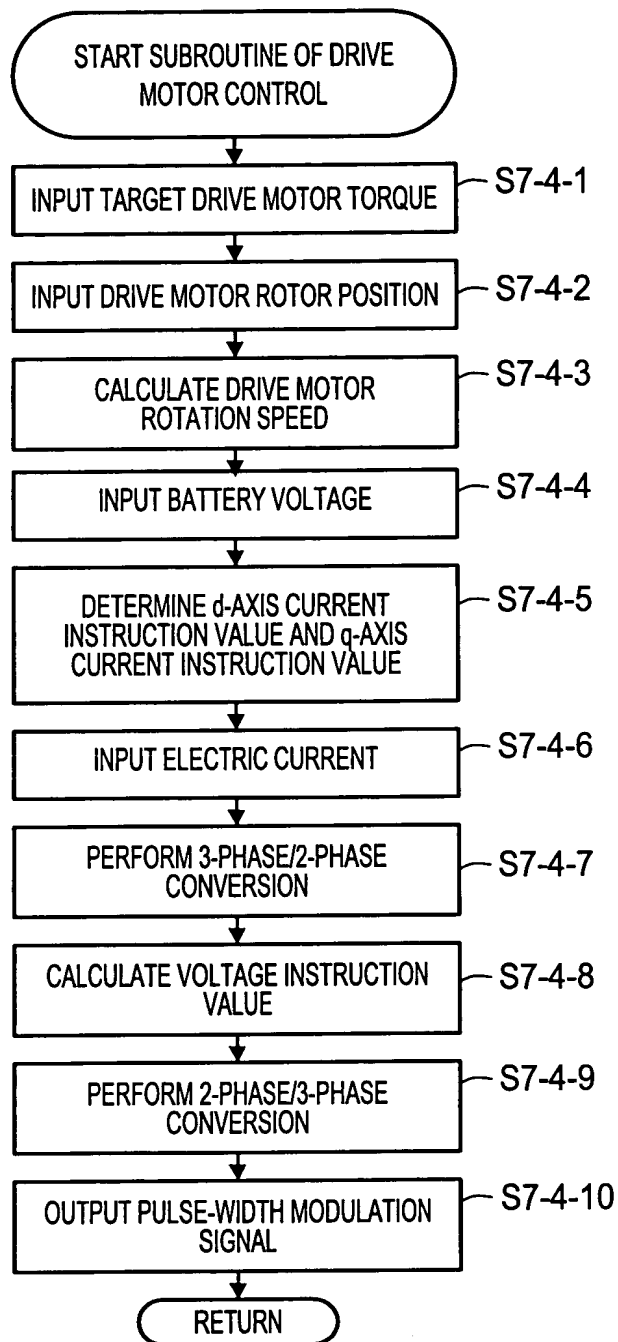 START SUBROUTINE OF DRIVE
MOTOR CONTROL
INPUT TARGET DRIVE MOTOR TORQUE
S7-4-1
INPUT DRIVE MOTOR ROTOR POSITION
S7-4-2
CALCULATE DRIVE MOTOR
ROTATION SPEED
S7-4-3
INPUT BATTERY VOLTAGE
S7-4-4
DETERMINE d-AXIS CURRENT
INSTRUCTION VALUE AND q-AXIS
CURRENT INSTRUCTION VALUE
S7-4-5
INPUT ELECTRIC CURRENT
S7-4-6
PERFORM 3-PHASE/2-PHASE
CONVERSION
S7-4-7
CALCULATE VOLTAGE INSTRUCTION
VALUE
S7-4-8
PERFORM 2-PHASE/3-PHASE
CONVERSION
S7-4-9
OUTPUT PULSE-WIDTH MODULATION
SIGNAL
S7-4-10
RETURN